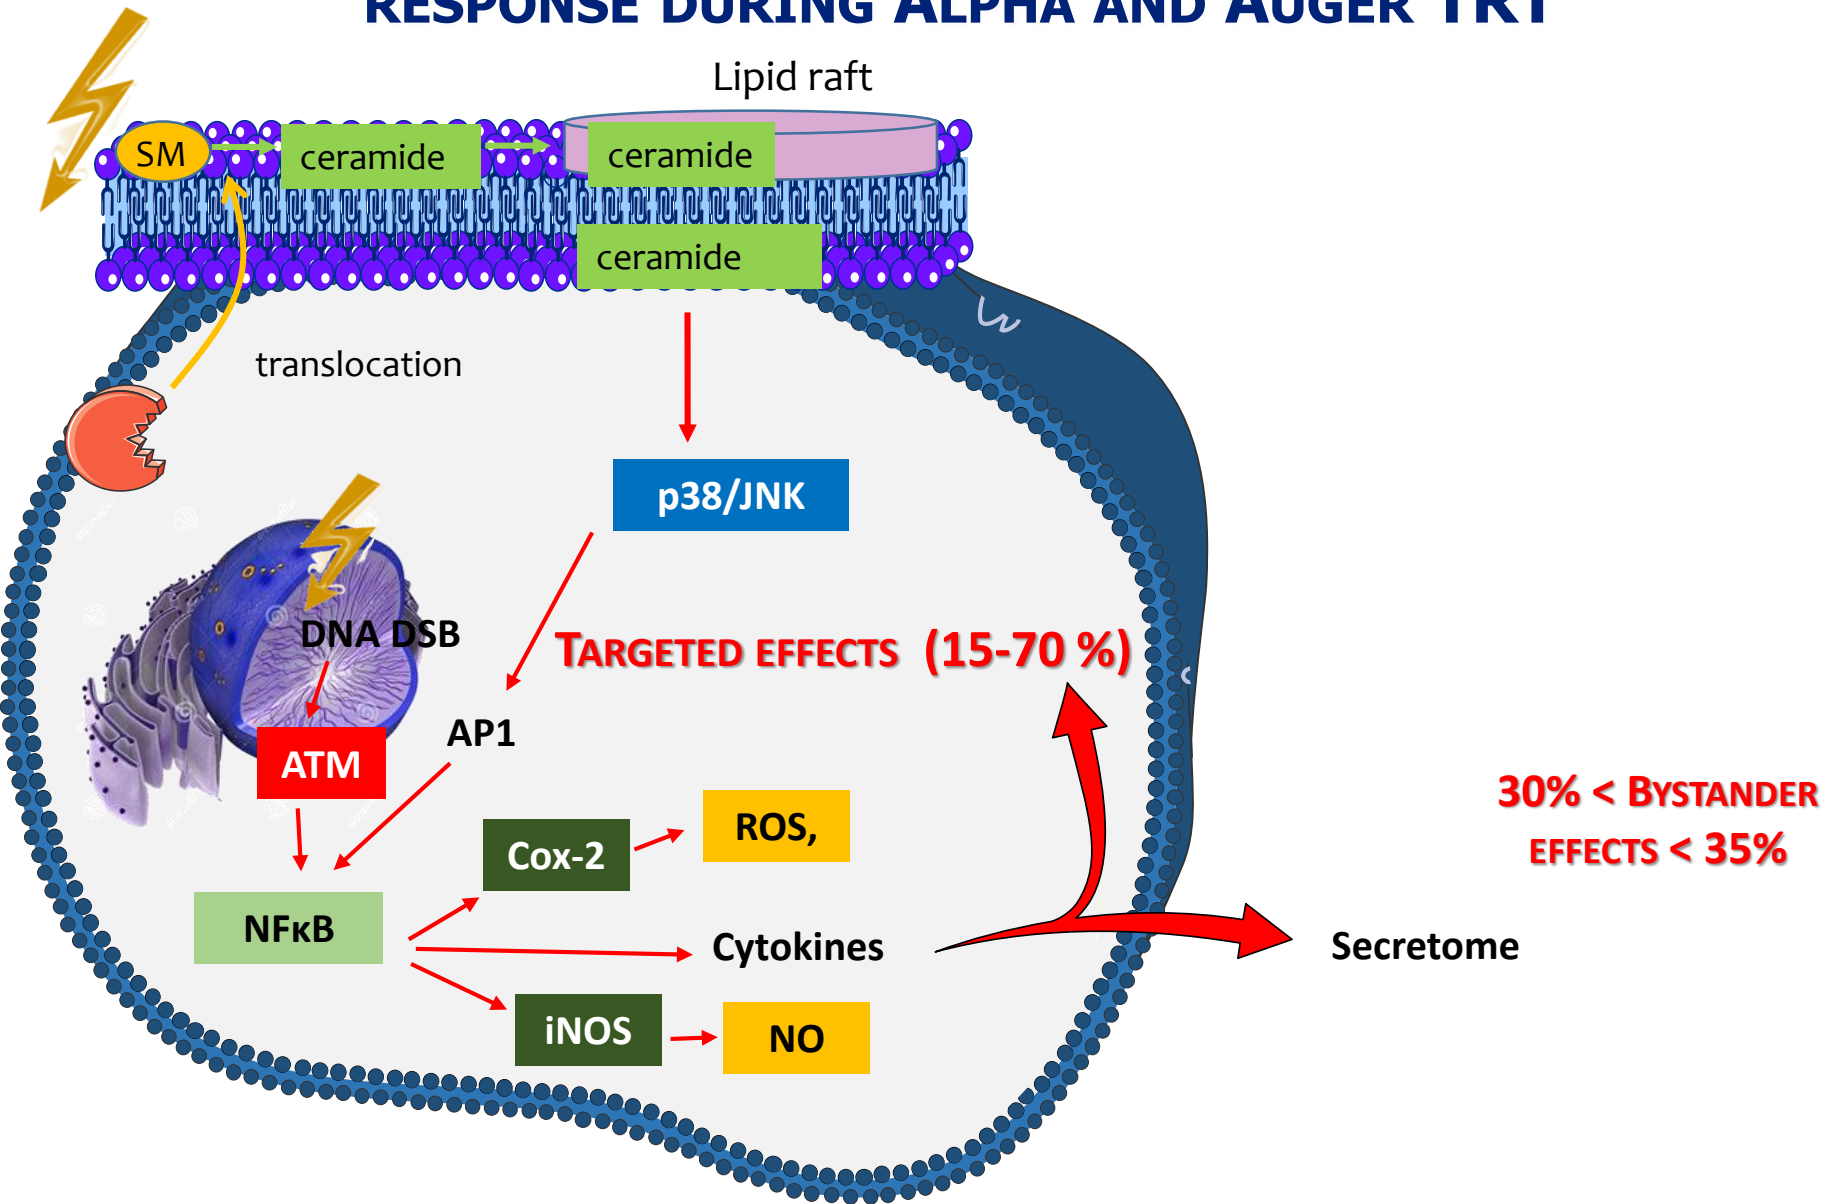 RESPONSE DURING ALPHA AND AUGER TRT
Lipid raft
SM
ceramide
ceramide
ceramide
translocation
p38/JNK
DNA DSB
TARGETED EFFECTS (15-70 %)
AP1
ATM
30% < BYSTANDER
EFFECTS < 35%
ROS,
Cox-2
NFκB
Cytokines
Secretome
iNOS
NO